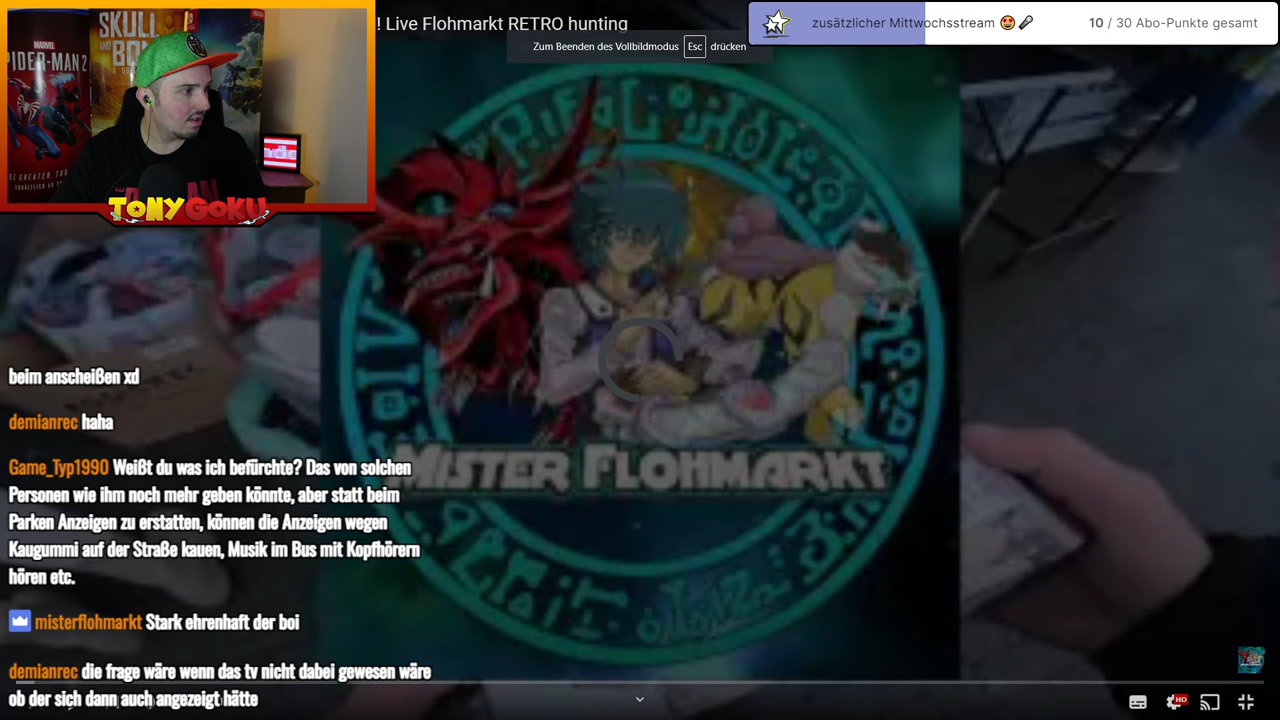 ! Live Flohmarkt RETRO hunting
Zum Beenden des Vollbildmodus Esc drücken
zusätzlicher Mittwochsstream 🤩 🎤 10 / 30 Abo-Punkte gesamt
MARVEL
SPIDER-MAN 2
SKULL
AND
BON
TONY GOKU
MISTER FLOHMARKT
beim anscheißen xd
demianrec haha
Game_Typ1990 Weißt du was ich befürchte? Das von solchen
Personen wie ihm noch mehr geben könnte, aber statt beim
Parken Anzeigen zu erstatten, können die Anzeigen wegen
Kaugummi auf der Straße kauen, Musik im Bus mit Kopfhörern
hören etc.
misterflohmarkt Stark ehrenhaft der boi
demianrec die frage wäre wenn das tv nicht dabei gewesen wäre
ob der sich dann auch angezeigt hätte
HD